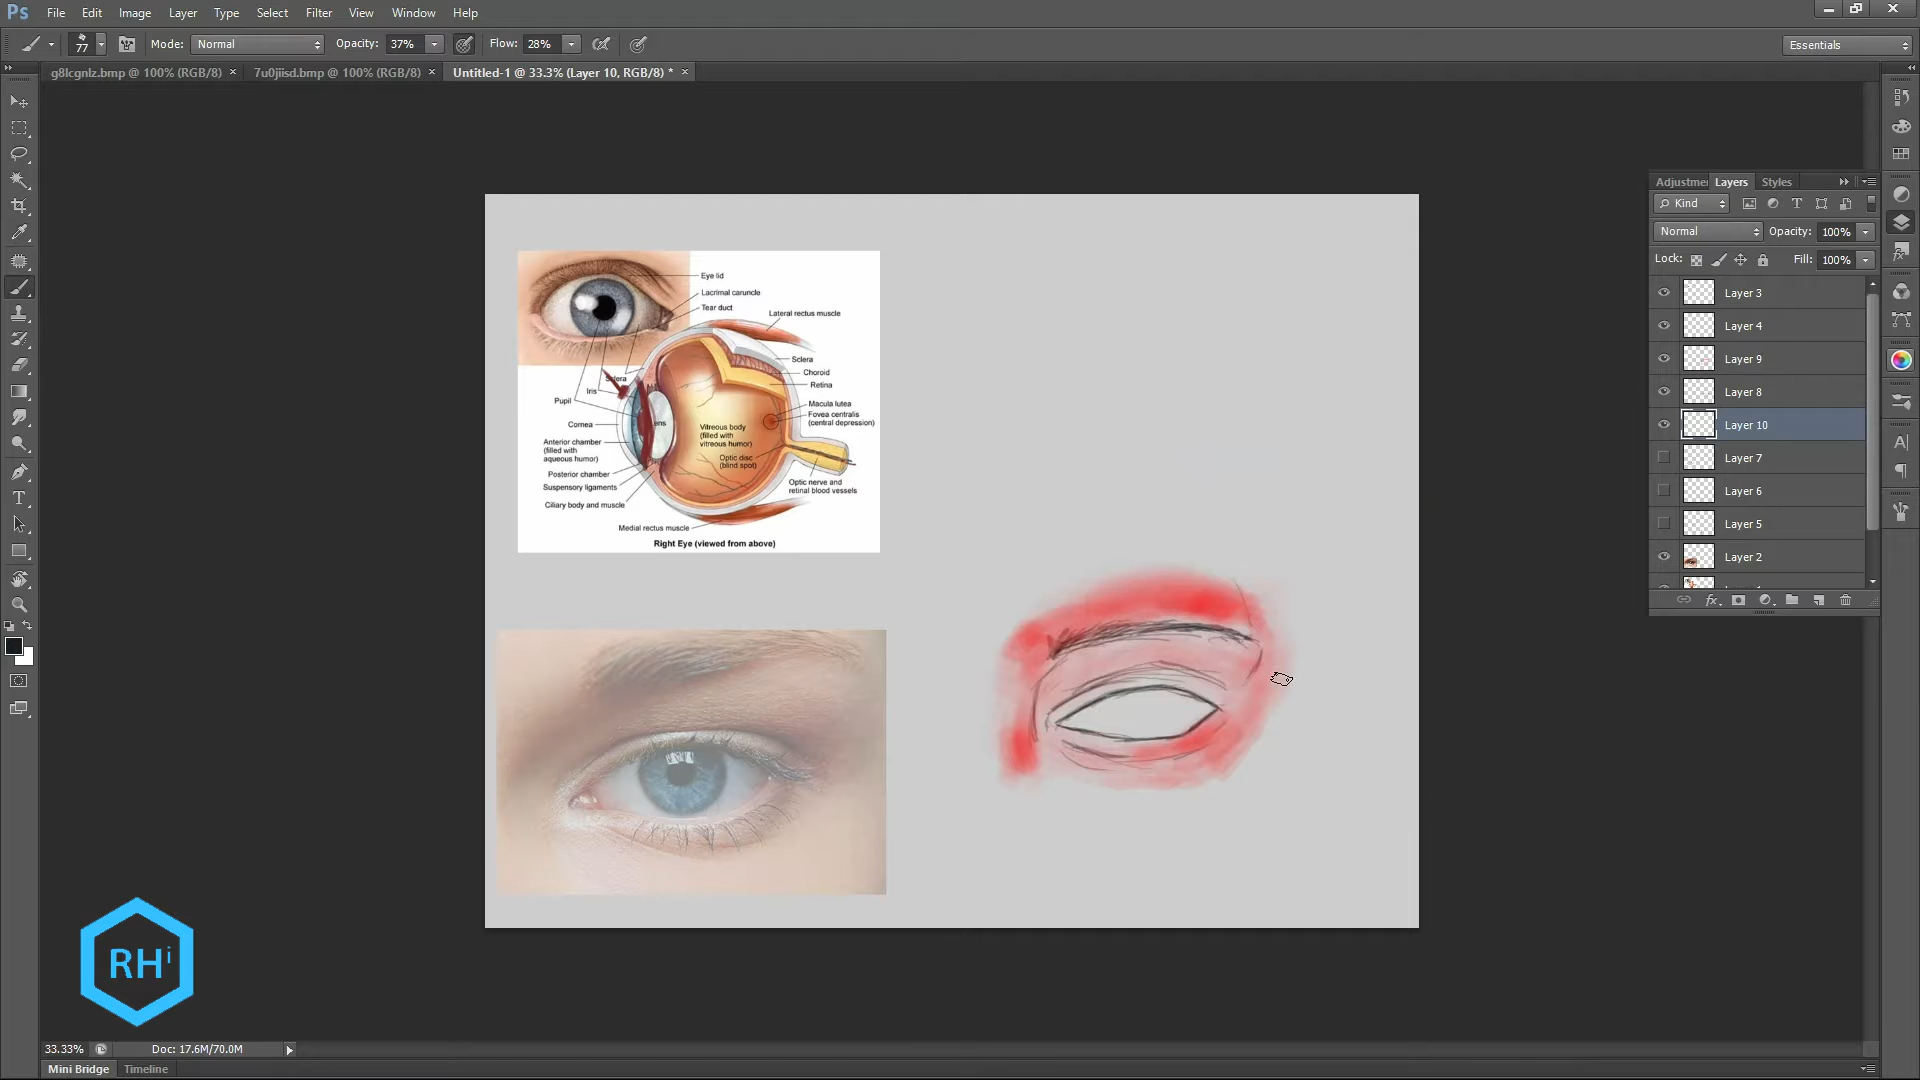 Ps File Edit Image Layer Type Select Filter View Window Help
77 Mode: Normal Opacity: 37% Flow: 28% Essentials
g8lcgnlz.bmp @ 100% (RGB/8) × 7u0jiisd.bmp @ 100% (RGB/8) × Untitled-1 @ 33.3% (Layer 10, RGB/8) * ×
Adjustmen Layers Styles
Kind
Normal Opacity: 100%
Lock: Fill: 100%
Layer 3
Layer 4
Layer 9
Layer 8
Layer 10
Layer 7
Layer 6
Layer 5
Layer 2
Eye lid
Lacrimal caruncle
Tear duct
Lateral rectus muscle
Sclera
Choroid
Retina
Sclera
Iris
Pupil
Macula lutea
Fovea centralis
(central depression)
Cornea
Vitreous body
(filled with
vitreous humor)
Anterior chamber
(filled with
aqueous humor)
Optic disc
(blind spot)
Posterior chamber
Suspensory ligaments
Optic nerve and
retinal blood vessels
Ciliary body and muscle
Medial rectus muscle
Right Eye (viewed from above)
RHi
33.33% Doc: 17.6M/70.0M
Mini Bridge Timeline